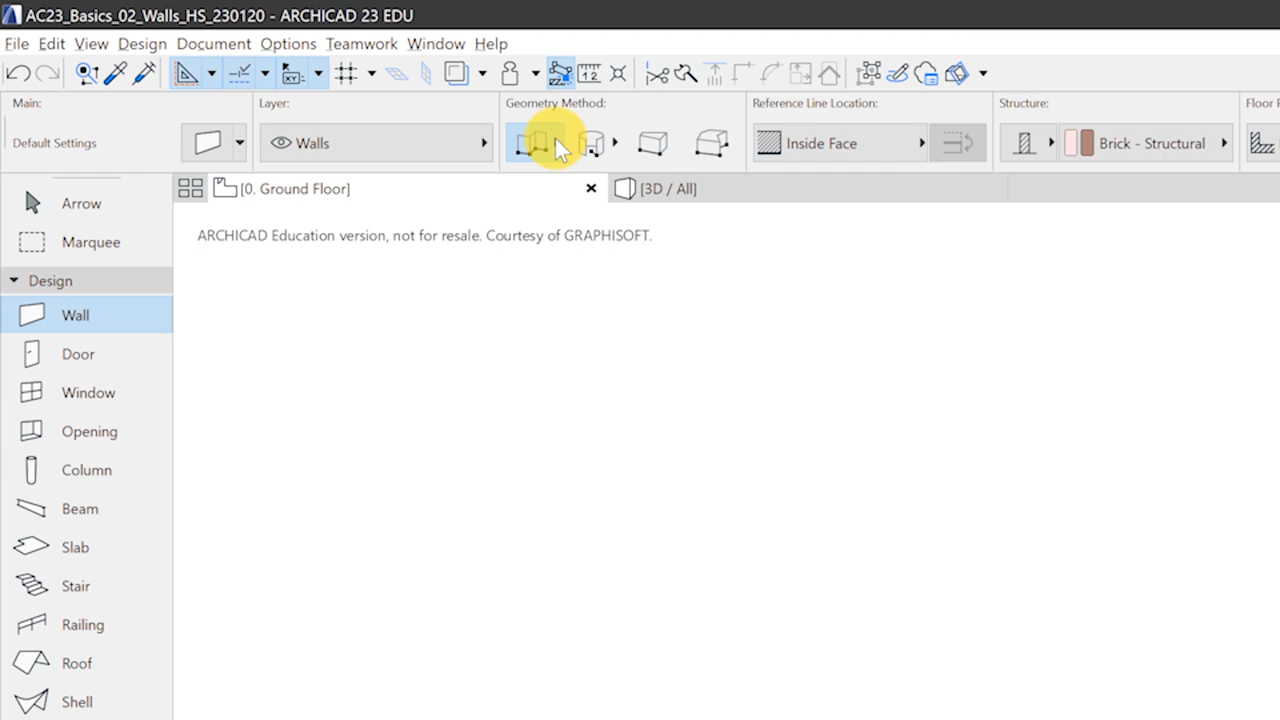 AC23_Basics_02_Walls_HS_230120 - ARCHICAD 23 EDU
File Edit View Design Document Options Teamwork Window Help
Main: Layer: Geometry Method: Reference Line Location: Structure: Floor
Default Settings Walls Inside Face Brick - Structural
[0. Ground Floor] [3D / All]
Arrow
ARCHICAD Education version, not for resale. Courtesy of GRAPHISOFT.
Marquee
Design
Wall
Door
Window
Opening
Column
Beam
Slab
Stair
Railing
Roof
Shell